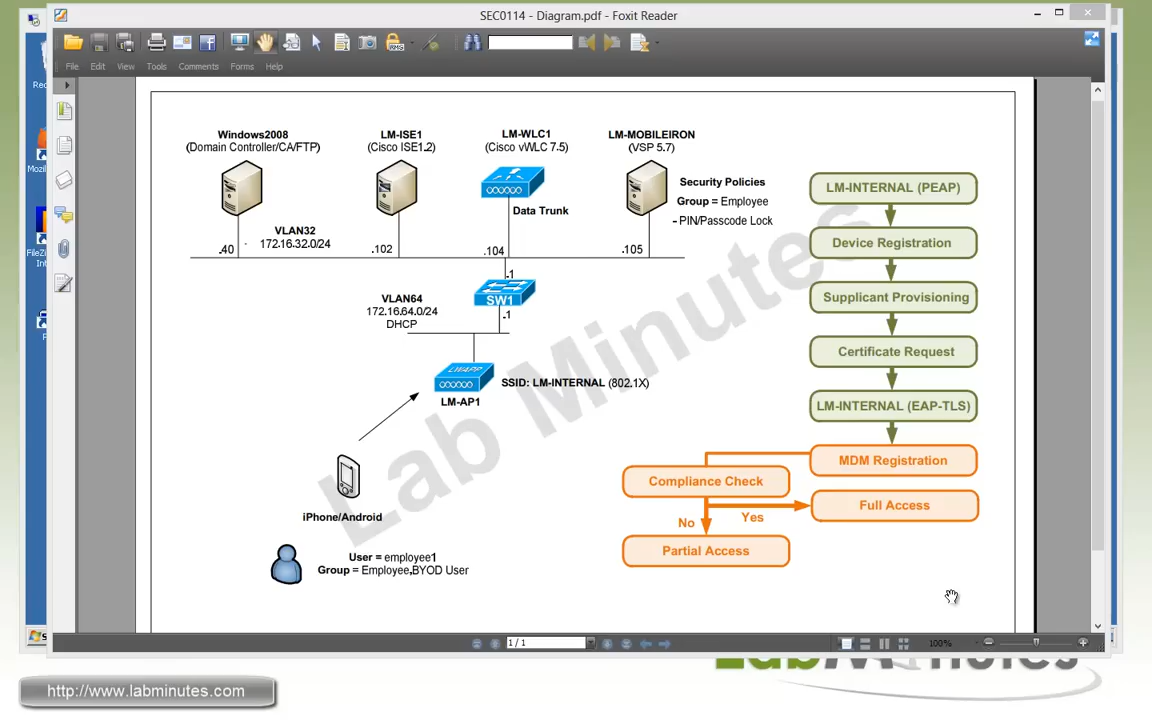 SEC0114 - Diagram.pdf - Foxit Reader
RMS
File Edit View Tools Comments Forms Help
Windows2008
(Domain Controller/CA/FTP)
LM-ISE1
(Cisco ISE1.2)
LM-WLC1
(Cisco vWLC 7.5)
LM-MOBILEIRON
(VSP 5.7)
Data Trunk
Security Policies
Group = Employee
- PIN/Passcode Lock
VLAN32
172.16.32.0/24
.40
.102
.104
.105
.1
SW1
.1
VLAN64
172.16.64.0/24
DHCP
LWAPP
SSID: LM-INTERNAL (802.1X)
LM-AP1
iPhone/Android
User = employee1
Group = Employee,BYOD User
LM-INTERNAL (PEAP)
Device Registration
Supplicant Provisioning
Certificate Request
LM-INTERNAL (EAP-TLS)
MDM Registration
Compliance Check
Full Access
Yes
No
Partial Access
Lab Minutes
1 / 1
100%
http://www.labminutes.com